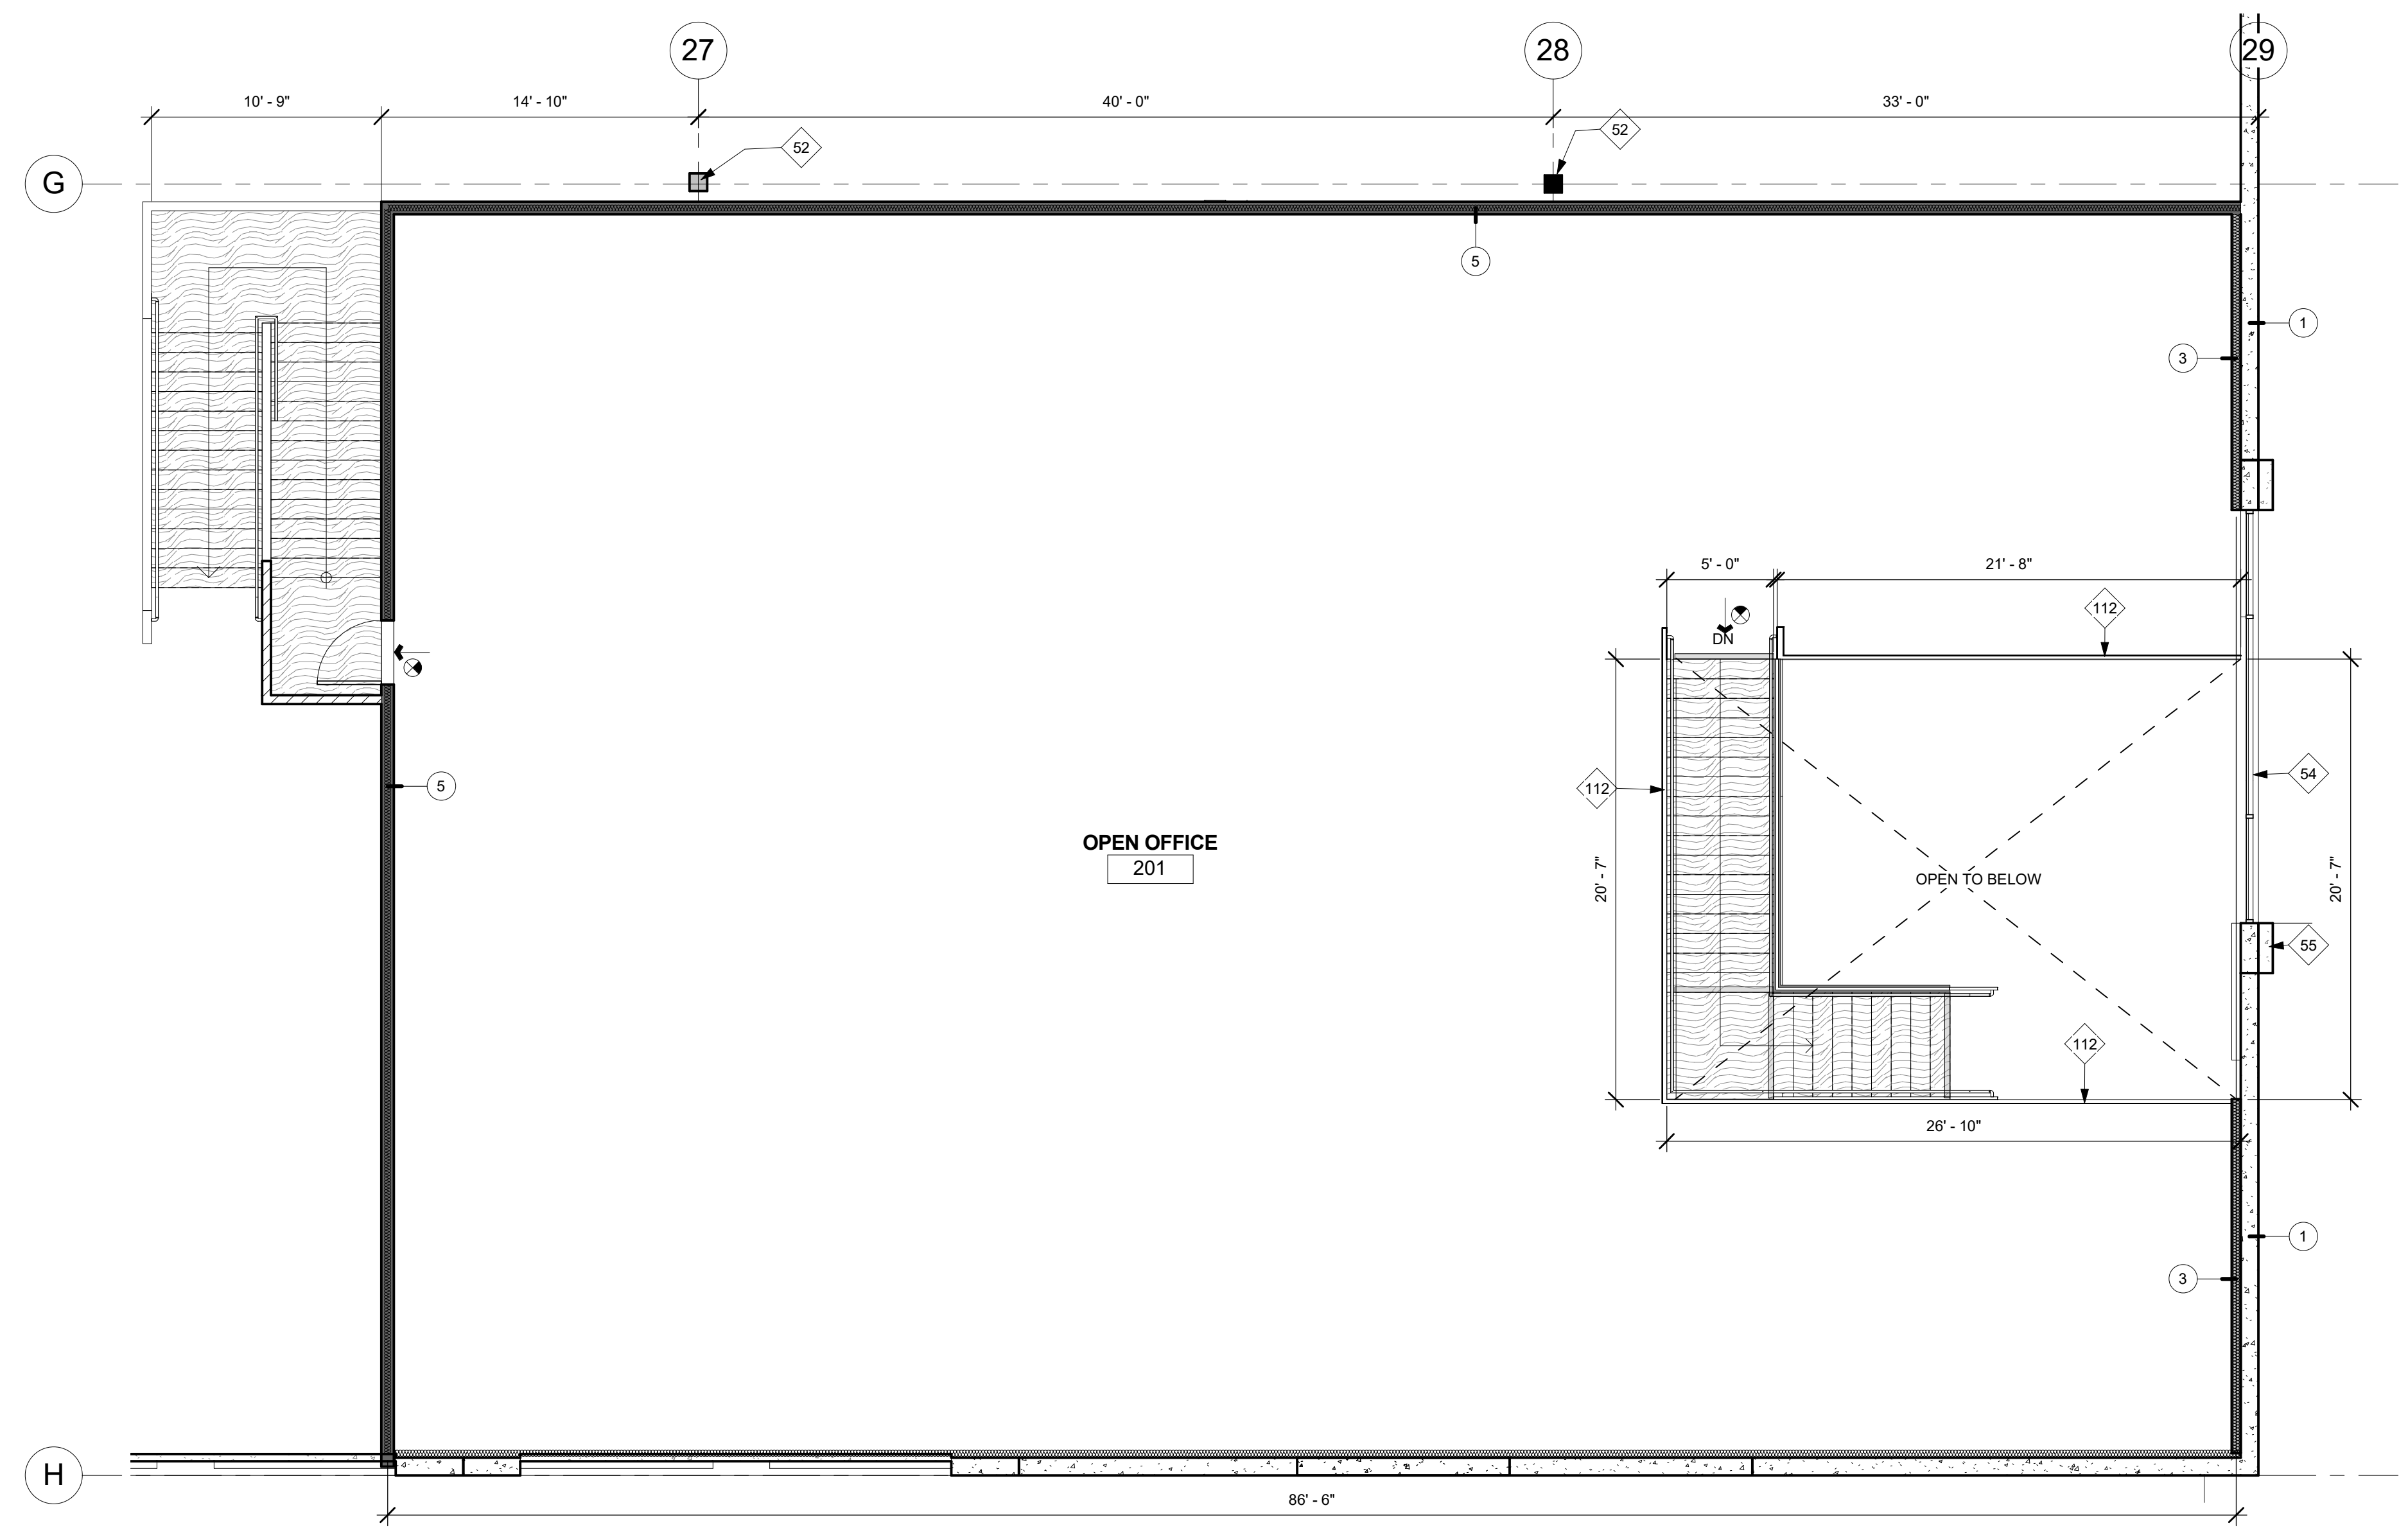 27
28
29
10' - 9"
14' - 10"
40' - 0"
33' - 0"
52
52
G
5
1
3
5' - 0"
21' - 8"
112
DN
54
5
112
OPEN OFFICE
201
20' - 7"
20' - 7"
OPEN TO BELOW
55
112
26' - 10"
1
3
H
86' - 6"